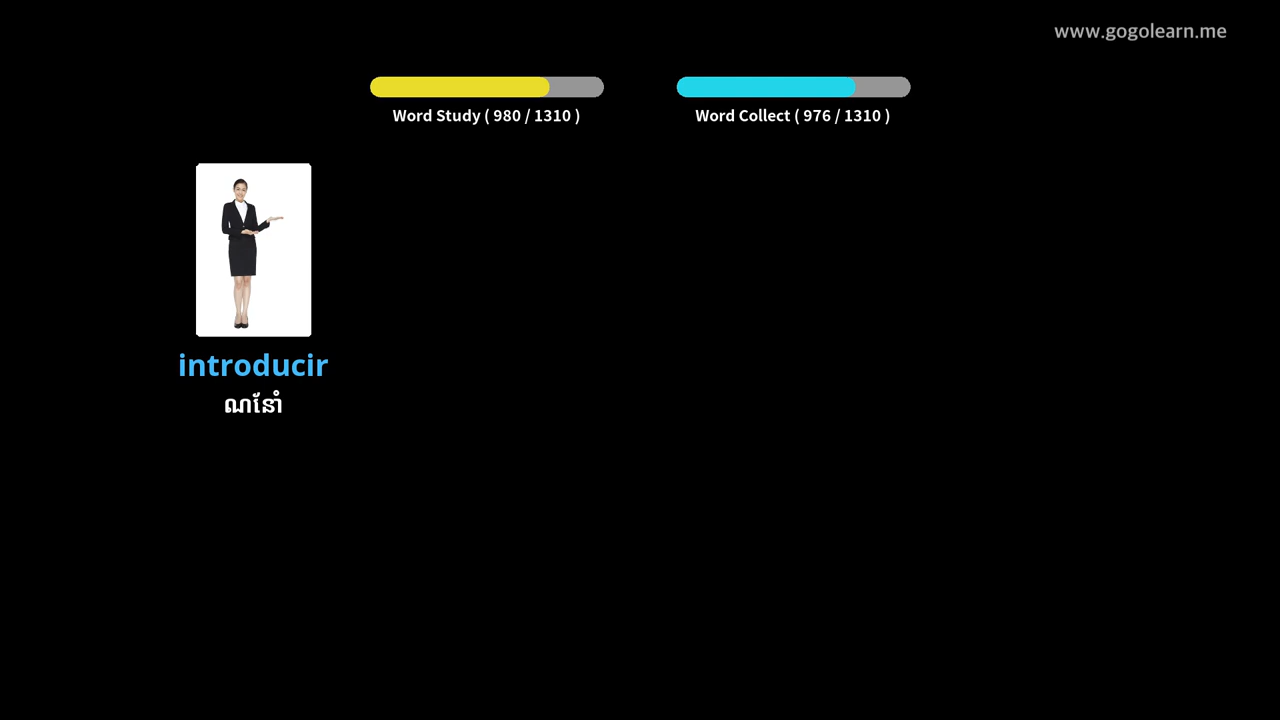 www.gogolearn.me
Word Study ( 980 / 1310 )
Word Collect ( 976 / 1310 )
introducir
ណែនាំ